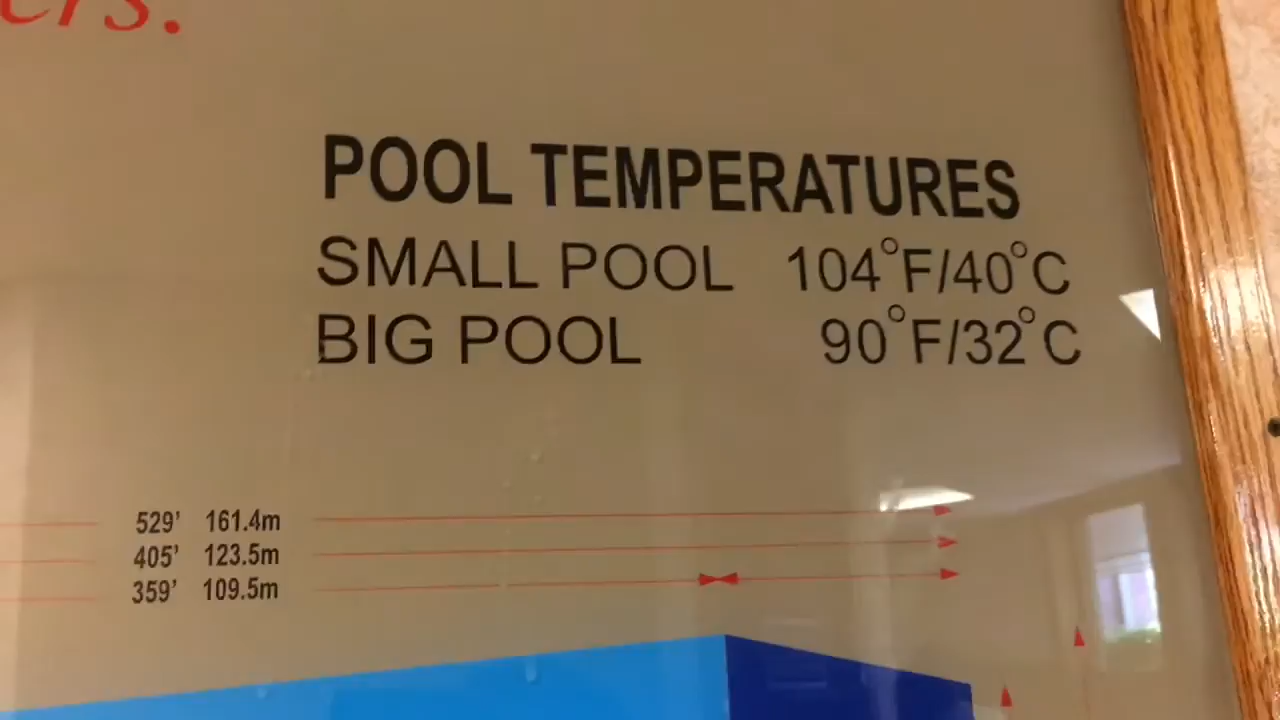 POOL TEMPERATURES
SMALL POOL 104°F/40°C
BIG POOL 90°F/32°C
529' 161.4m
405' 123.5m
359' 109.5m